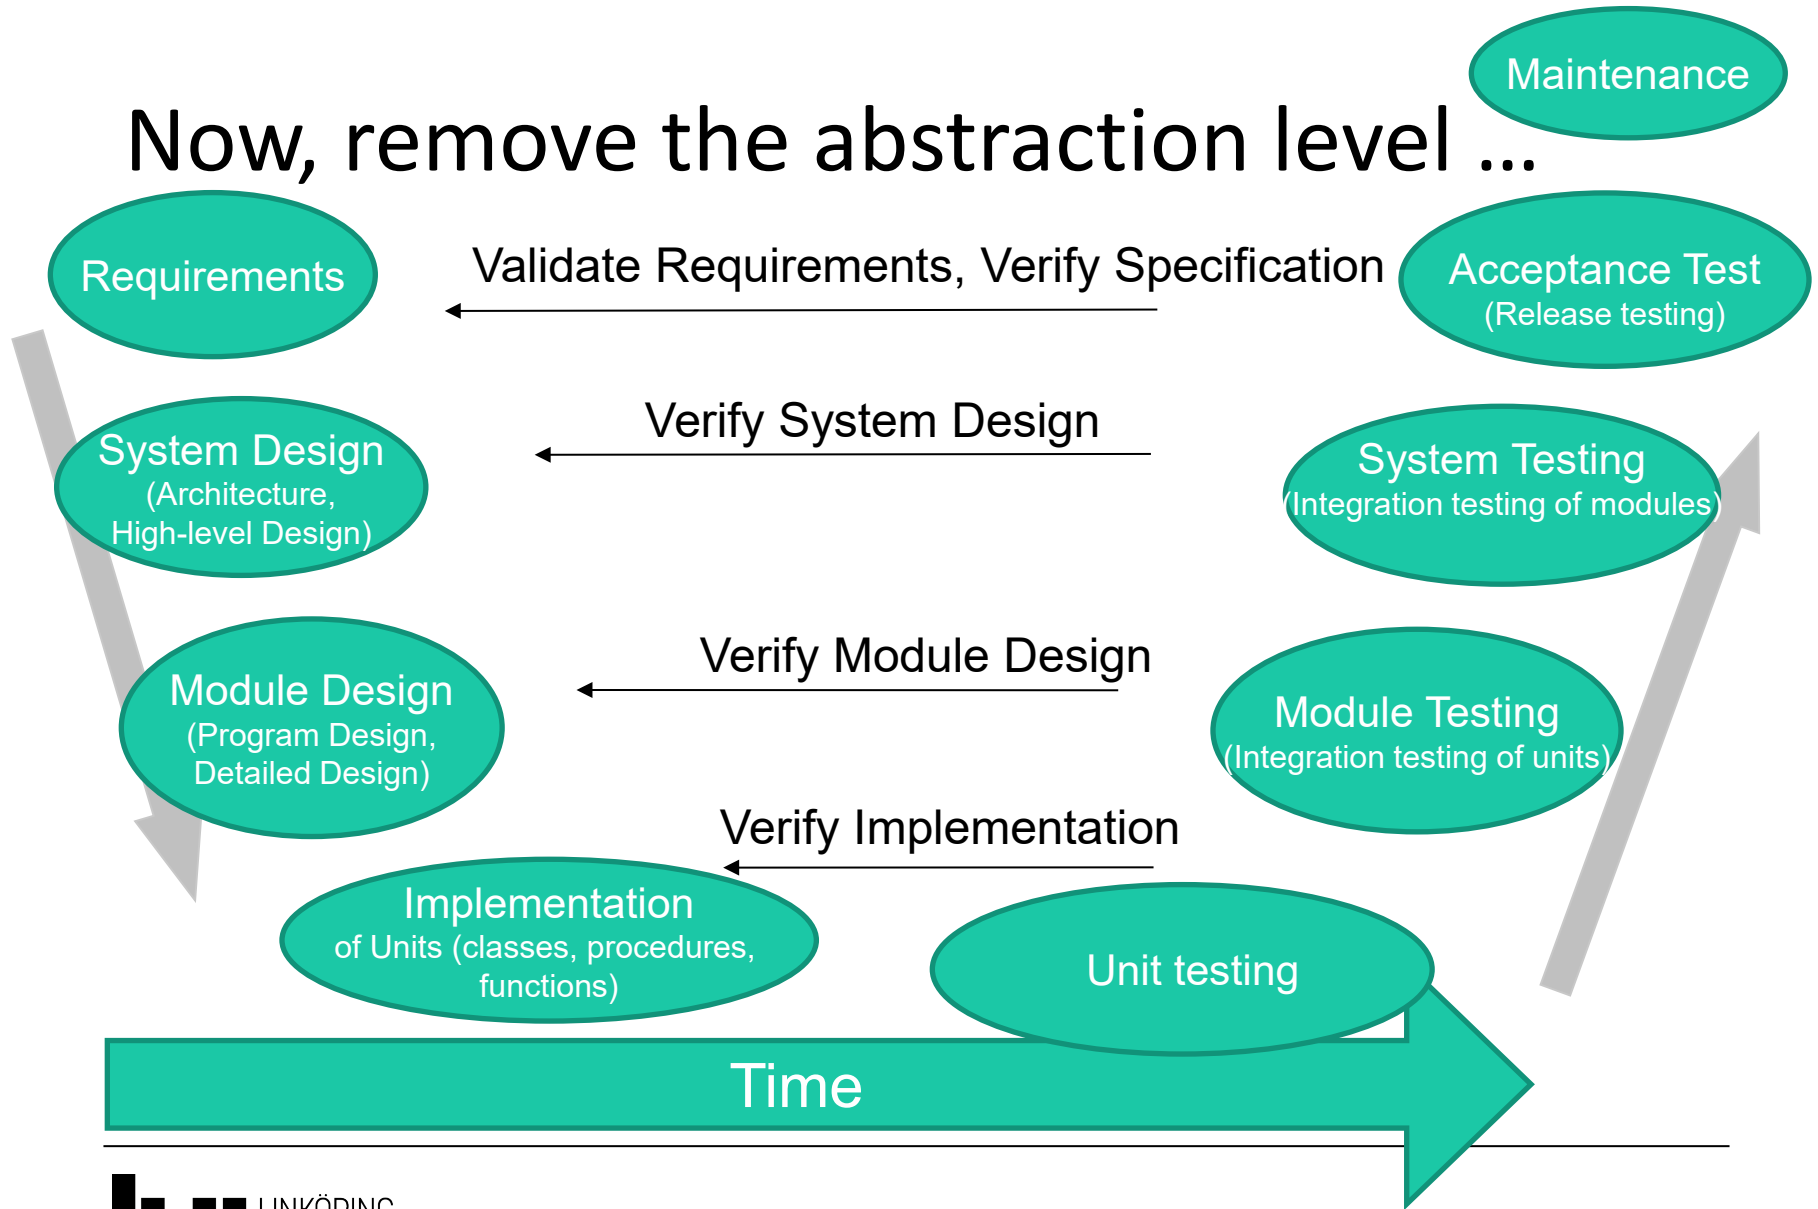 Maintenance
Now, remove the abstraction level ...
Requirements
Validate Requirements, Verify Specification
Acceptance Test
(Release testing)
System Design
(Architecture,
High-level Design)
Verify System Design
System Testing
(Integration testing of modules)
Module Design
(Program Design,
Detailed Design)
Verify Module Design
Module Testing
(Integration testing of units)
Verify Implementation
Implementation
of Units (classes, procedures,
functions)
Unit testing
Time
LINKÖPING